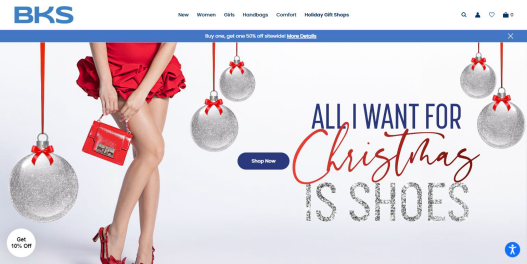 BKS
New Women Girls Handbags Comfort Holiday Gift Shops
0
Buy one, get one 50% off sitewide! More Details
ALL I WANT FOR
Christmas
IS SHOES
Shop Now
Get
10% Off